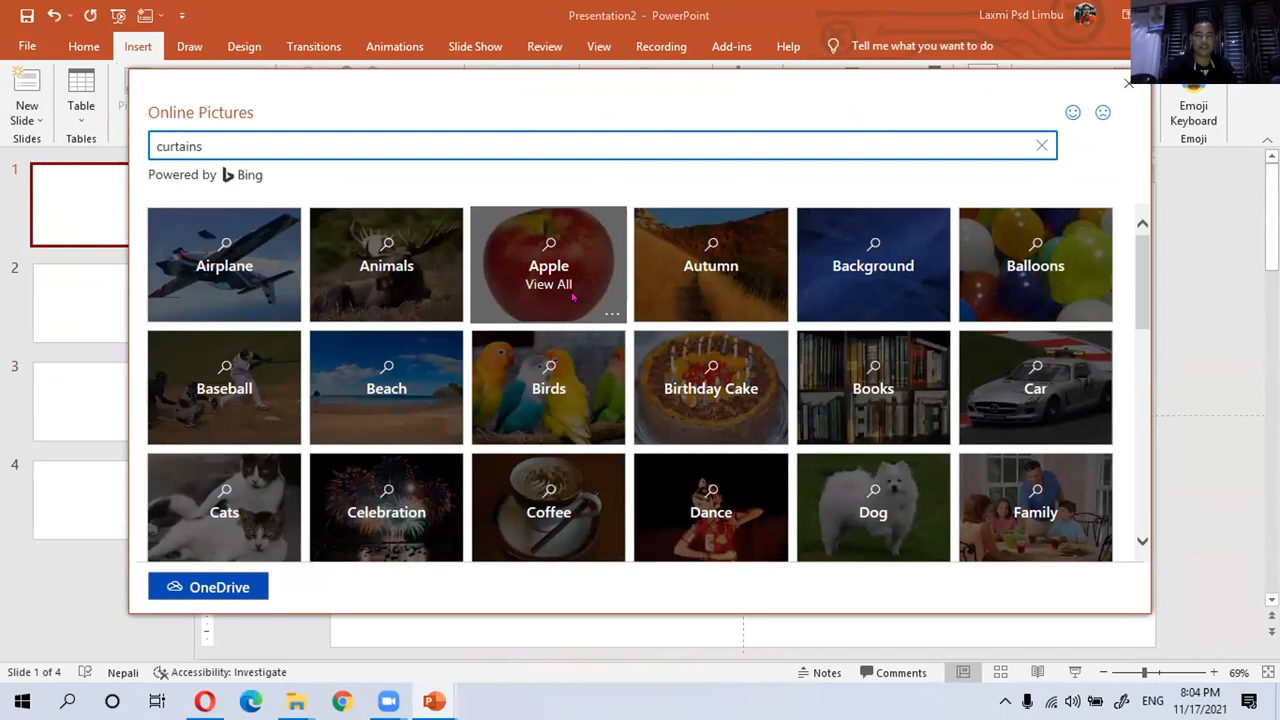 Presentation2 - PowerPoint
Laxmi Psd Limbu
File Home Insert Draw Design Transitions Animations Slide Show Review View Recording Add-ins Help Tell me what you want to do
New
Slide
Slides
Table
Tables
Emoji
Keyboard
Emoji
Online Pictures
curtains
Powered by Bing
Airplane Animals Apple Autumn Background Balloons
View All
Baseball Beach Birds Birthday Cake Books Car
Cats Celebration Coffee Dance Dog Family
OneDrive
1
2
3
4
Slide 1 of 4 Nepali Accessibility: Investigate Notes Comments 69%
ENG
8:04 PM
11/17/2021